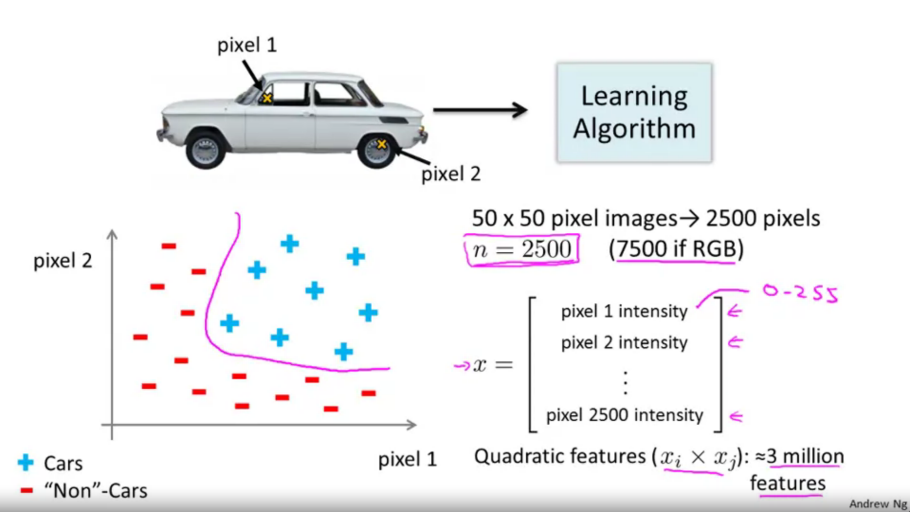 pixel 1
Learning
Algorithm
pixel 2
50 x 50 pixel images→ 2500 pixels
n = 2500 (7500 if RGB)
pixel 2
0-255
pixel 1 intensity
pixel 2 intensity
x =
⋮
pixel 2500 intensity
Quadratic features (xᵢ × xⱼ): ≈3 million
features
pixel 1
+ Cars
- “Non”-Cars
Andrew Ng